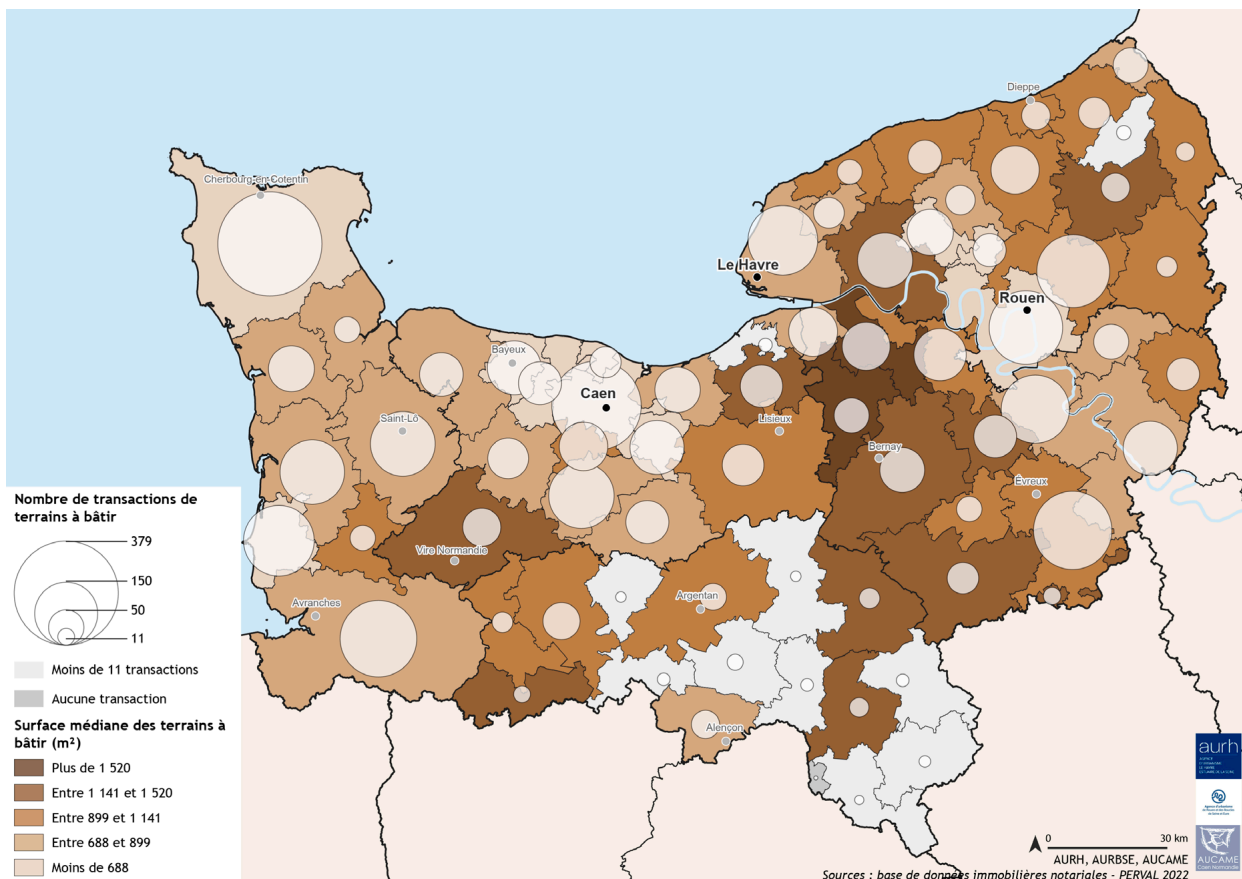 Dieppe
Cherbourg-en-Cotentin
Le Havre
Rouen
Bayeux
Caen
Saint-Lô
Lisieux
Bernay
Évreux
Vire Normandie
Argentan
Avranches
Alençon
Nombre de transactions de
terrains à bâtir
379
150
50
11
Moins de 11 transactions
Aucune transaction
Surface médiane des terrains à
bâtir (m²)
Plus de 1 520
Entre 1 141 et 1 520
Entre 899 et 1 141
Entre 688 et 899
Moins de 688
aurh
AUCAME
Caen Normandie
0 30 km
AURH, AURBSE, AUCAME
Sources : base de données immobilières notariales - PERVAL 2022